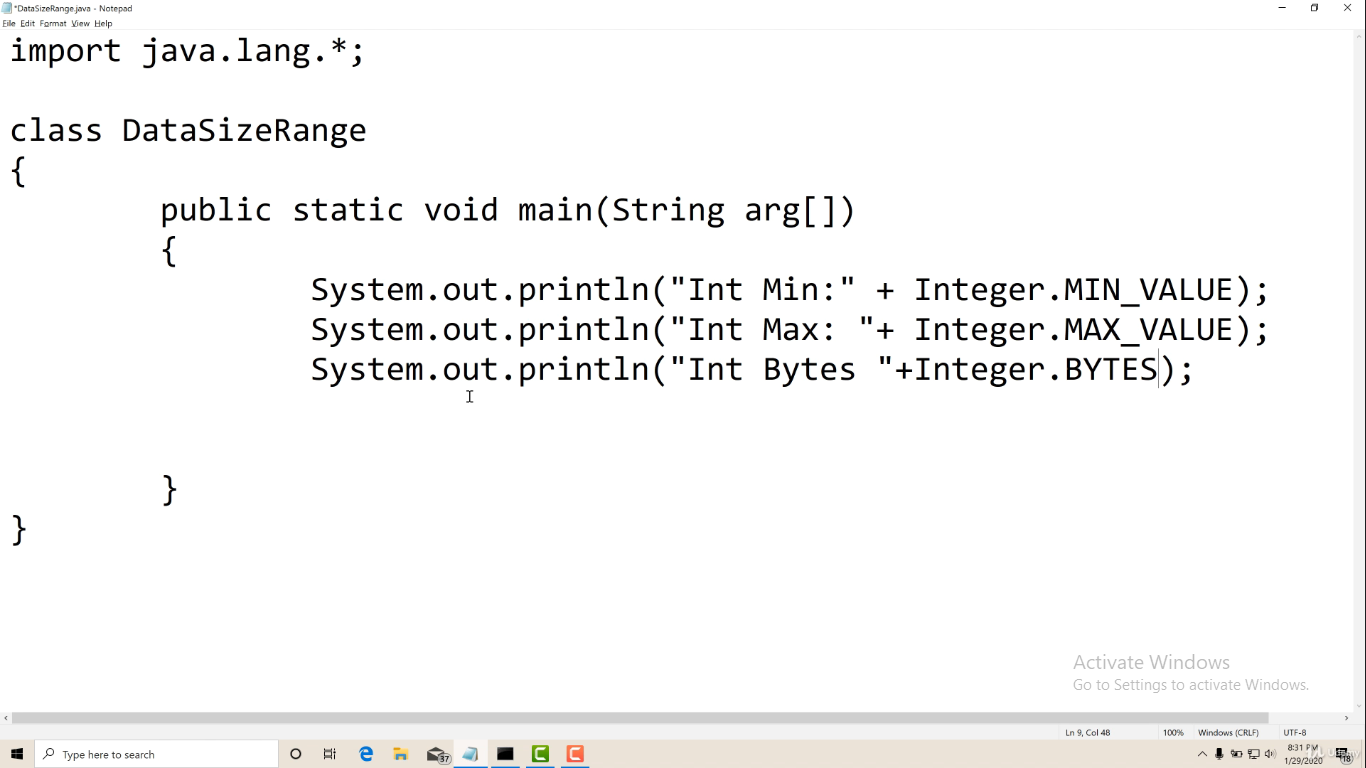 *DataSizeRange.java - Notepad
File Edit Format View Help
import java.lang.*;
class DataSizeRange
{
public static void main(String arg[])
{
System.out.println("Int Min:" + Integer.MIN_VALUE);
System.out.println("Int Max: "+ Integer.MAX_VALUE);
System.out.println("Int Bytes "+Integer.BYTES);
}
}
Activate Windows
Go to Settings to activate Windows.
Ln 9, Col 48 100% Windows (CRLF) UTF-8
Type here to search
37
8:31 PM
1/29/2020
18